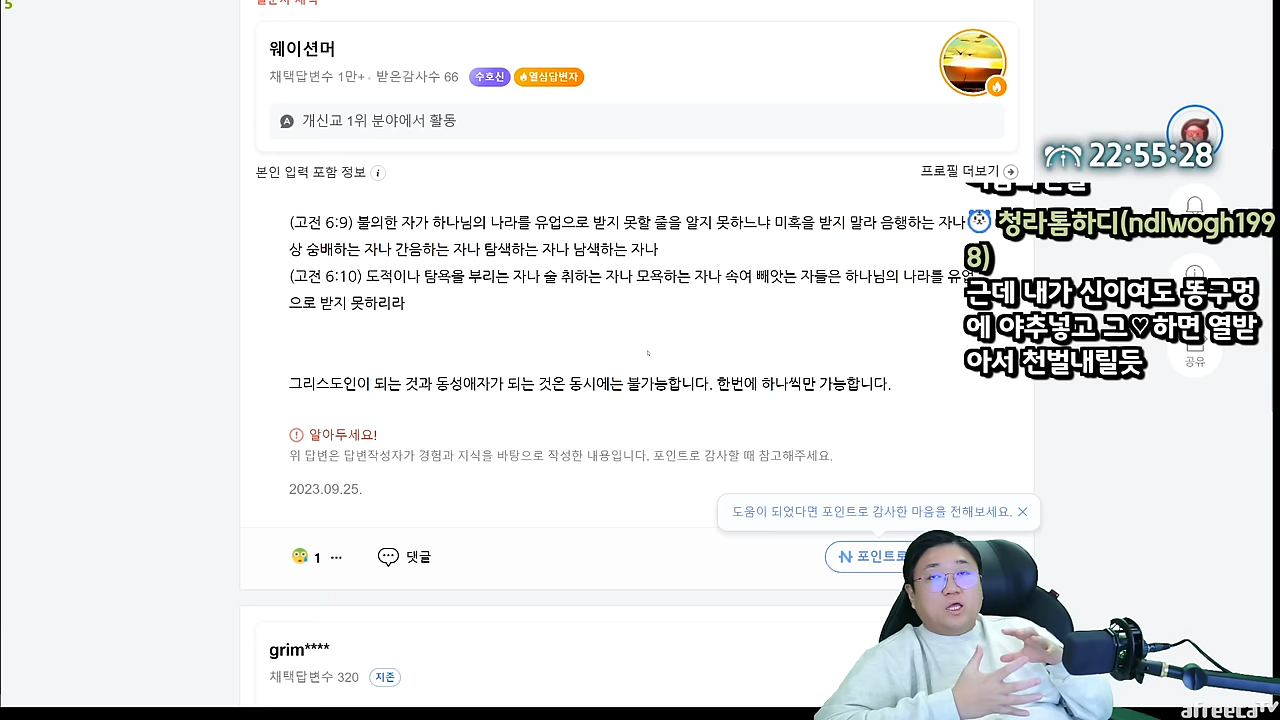 5
웨이션머
채택답변수 1만+ · 받은감사수 66 수호신 열심답변자
개신교 1위 분야에서 활동
22:55:28
본인 입력 포함 정보
프로필 더보기
(고전 6:9) 불의한 자가 하나님의 나라를 유업으로 받지 못할 줄을 알지 못하느냐 미혹을 받지 말라 음행하는 자나
상 숭배하는 자나 간음하는 자나 탐색하는 자나 남색하는 자나
(고전 6:10) 도적이나 탐욕을 부리는 자나 술 취하는 자나 모욕하는 자나 속여 빼앗는 자들은 하나님의 나라를 유업
으로 받지 못하리라
청라톰하디(ndlwogh199
8)
근데 내가 신이여도 똥구멍
에 야추넣고 그♡하면 열받
아서 천벌내릴듯
공유
그리스도인이 되는 것과 동성애자가 되는 것은 동시에는 불가능합니다. 한번에 하나씩만 가능합니다.
알아두세요!
위 답변은 답변작성자가 경험과 지식을 바탕으로 작성한 내용입니다. 포인트로 감사할 때 참고해주세요.
2023.09.25.
도움이 되었다면 포인트로 감사한 마음을 전해보세요.
1 ··· 댓글
포인트로
grim****
채택답변수 320 지존
afreecaTV